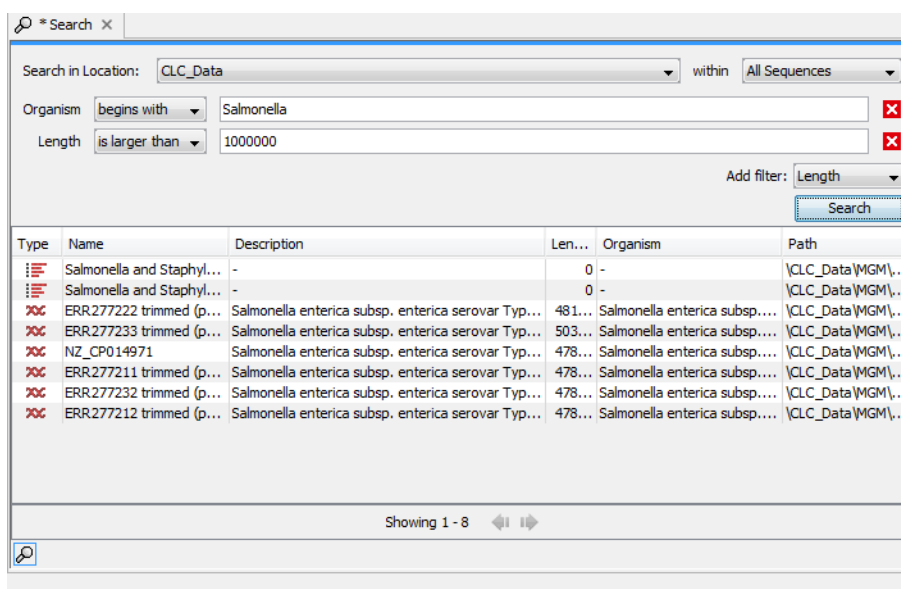 * Search
Search in Location: CLC_Data within All Sequences
Organism begins with Salmonella
Length is larger than 1000000
Add filter: Length
Search
Type Name Description Len... Organism Path
Salmonella and Staphyl... - 0 - \CLC_Data\MGM\...
Salmonella and Staphyl... - 0 - \CLC_Data\MGM\...
ERR277222 trimmed (p... Salmonella enterica subsp. enterica serovar Typ... 481... Salmonella enterica subsp.... \CLC_Data\MGM\...
ERR277233 trimmed (p... Salmonella enterica subsp. enterica serovar Typ... 503... Salmonella enterica subsp.... \CLC_Data\MGM\...
NZ_CP014971 Salmonella enterica subsp. enterica serovar Typ... 478... Salmonella enterica subsp.... \CLC_Data\MGM\...
ERR277211 trimmed (p... Salmonella enterica subsp. enterica serovar Typ... 478... Salmonella enterica subsp.... \CLC_Data\MGM\...
ERR277232 trimmed (p... Salmonella enterica subsp. enterica serovar Typ... 478... Salmonella enterica subsp.... \CLC_Data\MGM\...
ERR277212 trimmed (p... Salmonella enterica subsp. enterica serovar Typ... 478... Salmonella enterica subsp.... \CLC_Data\MGM\...
Showing 1 - 8